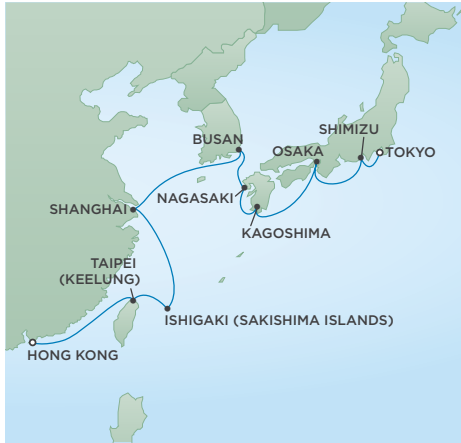 SHIMIZU
BUSAN
OSAKA
TOKYO
NAGASAKI
SHANGHAI
KAGOSHIMA
TAIPEI
(KEELUNG)
ISHIGAKI (SAKISHIMA ISLANDS)
HONG KONG